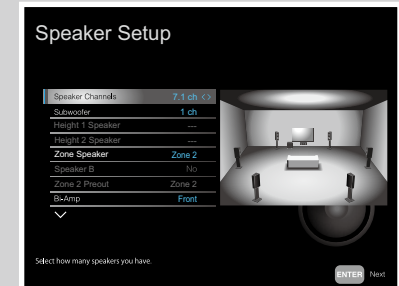 Speaker Setup
Speaker Channels 7.1 ch < >
Subwoofer 1 ch
Height 1 Speaker ---
Height 2 Speaker ---
Zone Speaker Zone 2
Speaker B No
Zone 2 Preout Zone 2
Bi-Amp Front
Select how many speakers you have.
ENTER Next